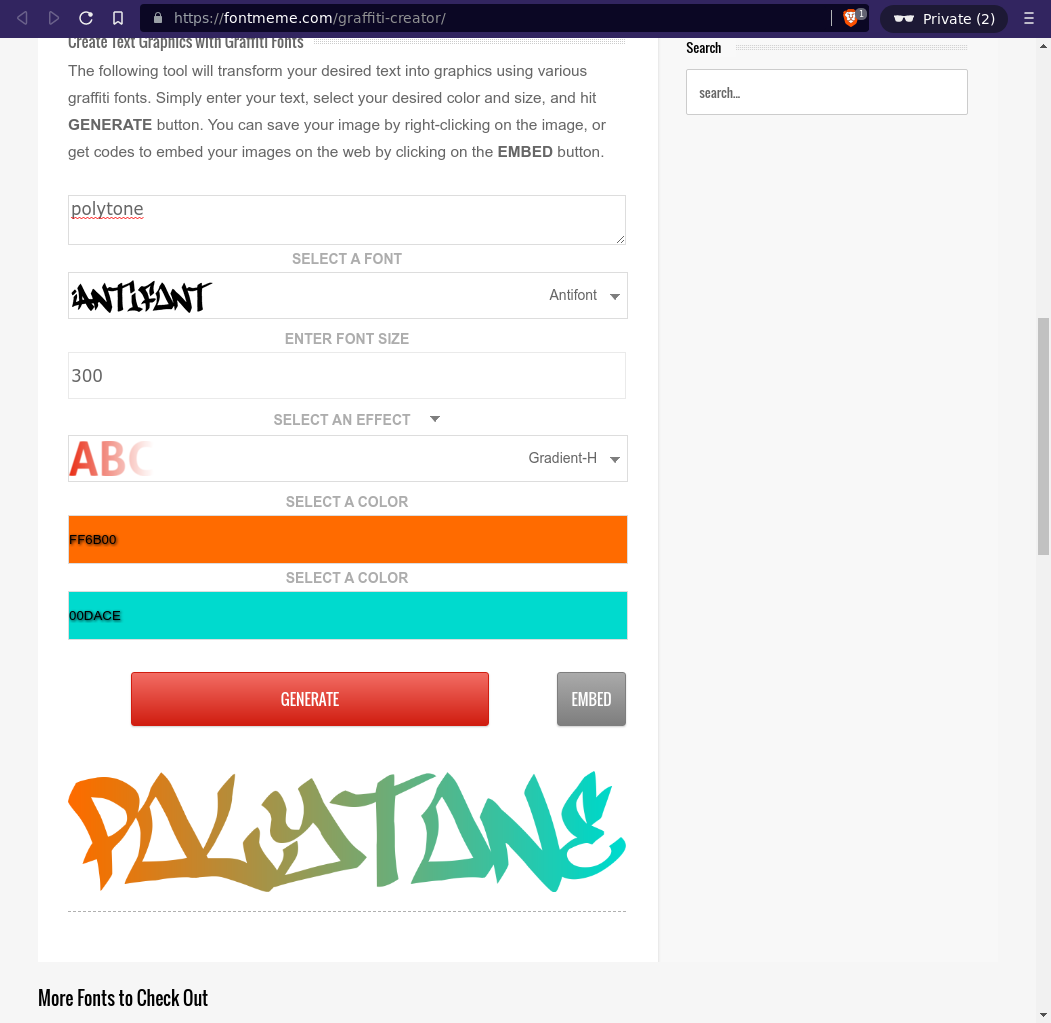 https://fontmeme.com/graffiti-creator/
1
Private (2)
Create Text Graphics with Graffiti Fonts
The following tool will transform your desired text into graphics using various
graffiti fonts. Simply enter your text, select your desired color and size, and hit
GENERATE button. You can save your image by right-clicking on the image, or
get codes to embed your images on the web by clicking on the EMBED button.
polytone
SELECT A FONT
ANTIFONT Antifont
ENTER FONT SIZE
300
SELECT AN EFFECT
ABC Gradient-H
SELECT A COLOR
FF6B00
SELECT A COLOR
00DACE
GENERATE EMBED
POLYTONE
Search
search...
More Fonts to Check Out